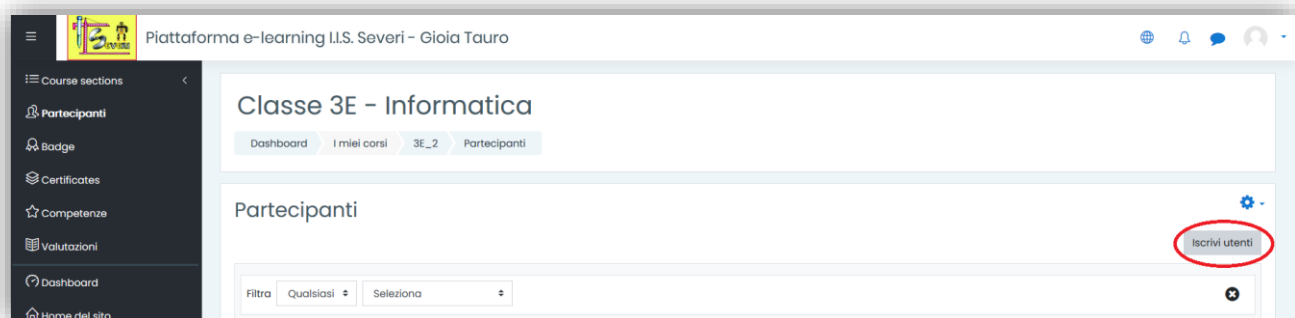 Severi
Piattaforma e-learning I.I.S. Severi - Gioia Tauro
Course sections
Partecipanti
Badge
Certificates
Competenze
Valutazioni
Dashboard
Home del sito
Classe 3E - Informatica
Dashboard I miei corsi 3E_2 Partecipanti
Partecipanti
Iscrivi utenti
Filtra Qualsiasi Seleziona